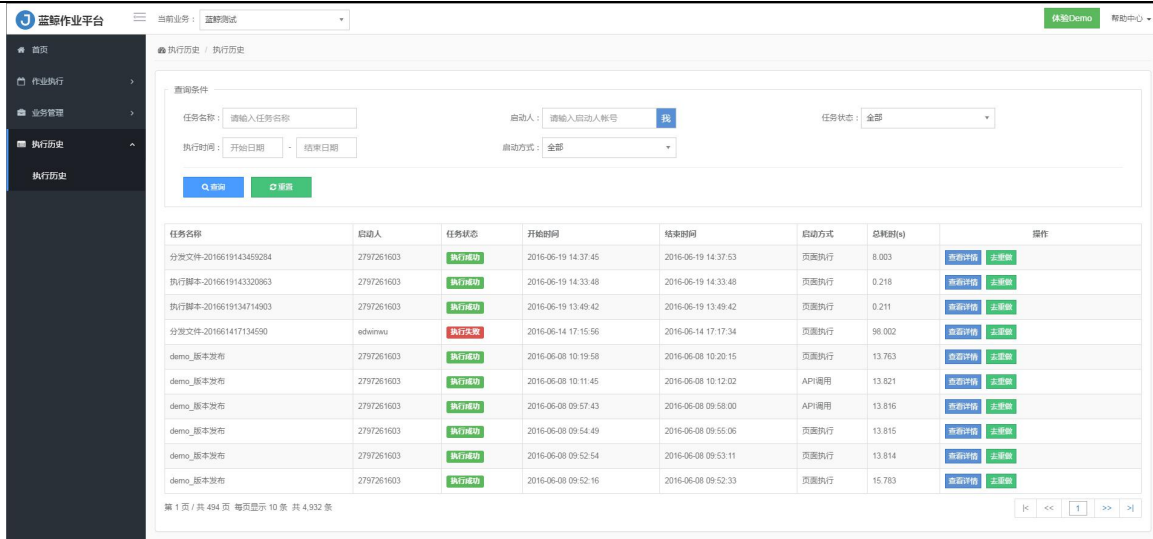 蓝鲸作业平台 当前业务： 蓝鲸测试 体验Demo 帮助中心
首页 执行历史 / 执行历史
作业执行
业务管理
执行历史
执行历史
查询条件
任务名称： 请输入任务名称 启动人： 请输入启动人帐号 我 任务状态： 全部
执行时间： 开始日期 - 结束日期 启动方式： 全部
查询 重置
任务名称 启动人 任务状态 开始时间 结束时间 启动方式 总耗时(s) 操作
分发文件-2016619143459284 2797261603 执行成功 2016-06-19 14:37:45 2016-06-19 14:37:53 页面执行 8.003 查看详情 去重做
执行脚本-2016619143320863 2797261603 执行成功 2016-06-19 14:33:48 2016-06-19 14:33:48 页面执行 0.218 查看详情 去重做
执行脚本-2016619134714903 2797261603 执行成功 2016-06-19 13:49:42 2016-06-19 13:49:42 页面执行 0.211 查看详情 去重做
分发文件-201661417134590 edwinwu 执行失败 2016-06-14 17:15:56 2016-06-14 17:17:34 页面执行 98.002 查看详情 去重做
demo_版本发布 2797261603 执行成功 2016-06-08 10:19:58 2016-06-08 10:20:15 页面执行 13.763 查看详情 去重做
demo_版本发布 2797261603 执行成功 2016-06-08 10:11:45 2016-06-08 10:12:02 API调用 13.821 查看详情 去重做
demo_版本发布 2797261603 执行成功 2016-06-08 09:57:43 2016-06-08 09:58:00 API调用 13.816 查看详情 去重做
demo_版本发布 2797261603 执行成功 2016-06-08 09:54:49 2016-06-08 09:55:06 页面执行 13.815 查看详情 去重做
demo_版本发布 2797261603 执行成功 2016-06-08 09:52:54 2016-06-08 09:53:11 页面执行 13.814 查看详情 去重做
demo_版本发布 2797261603 执行成功 2016-06-08 09:52:16 2016-06-08 09:52:33 页面执行 15.783 查看详情 去重做
第 1 页 / 共 494 页 每页显示 10 条 共 4,932 条 |< << 1 >> >|